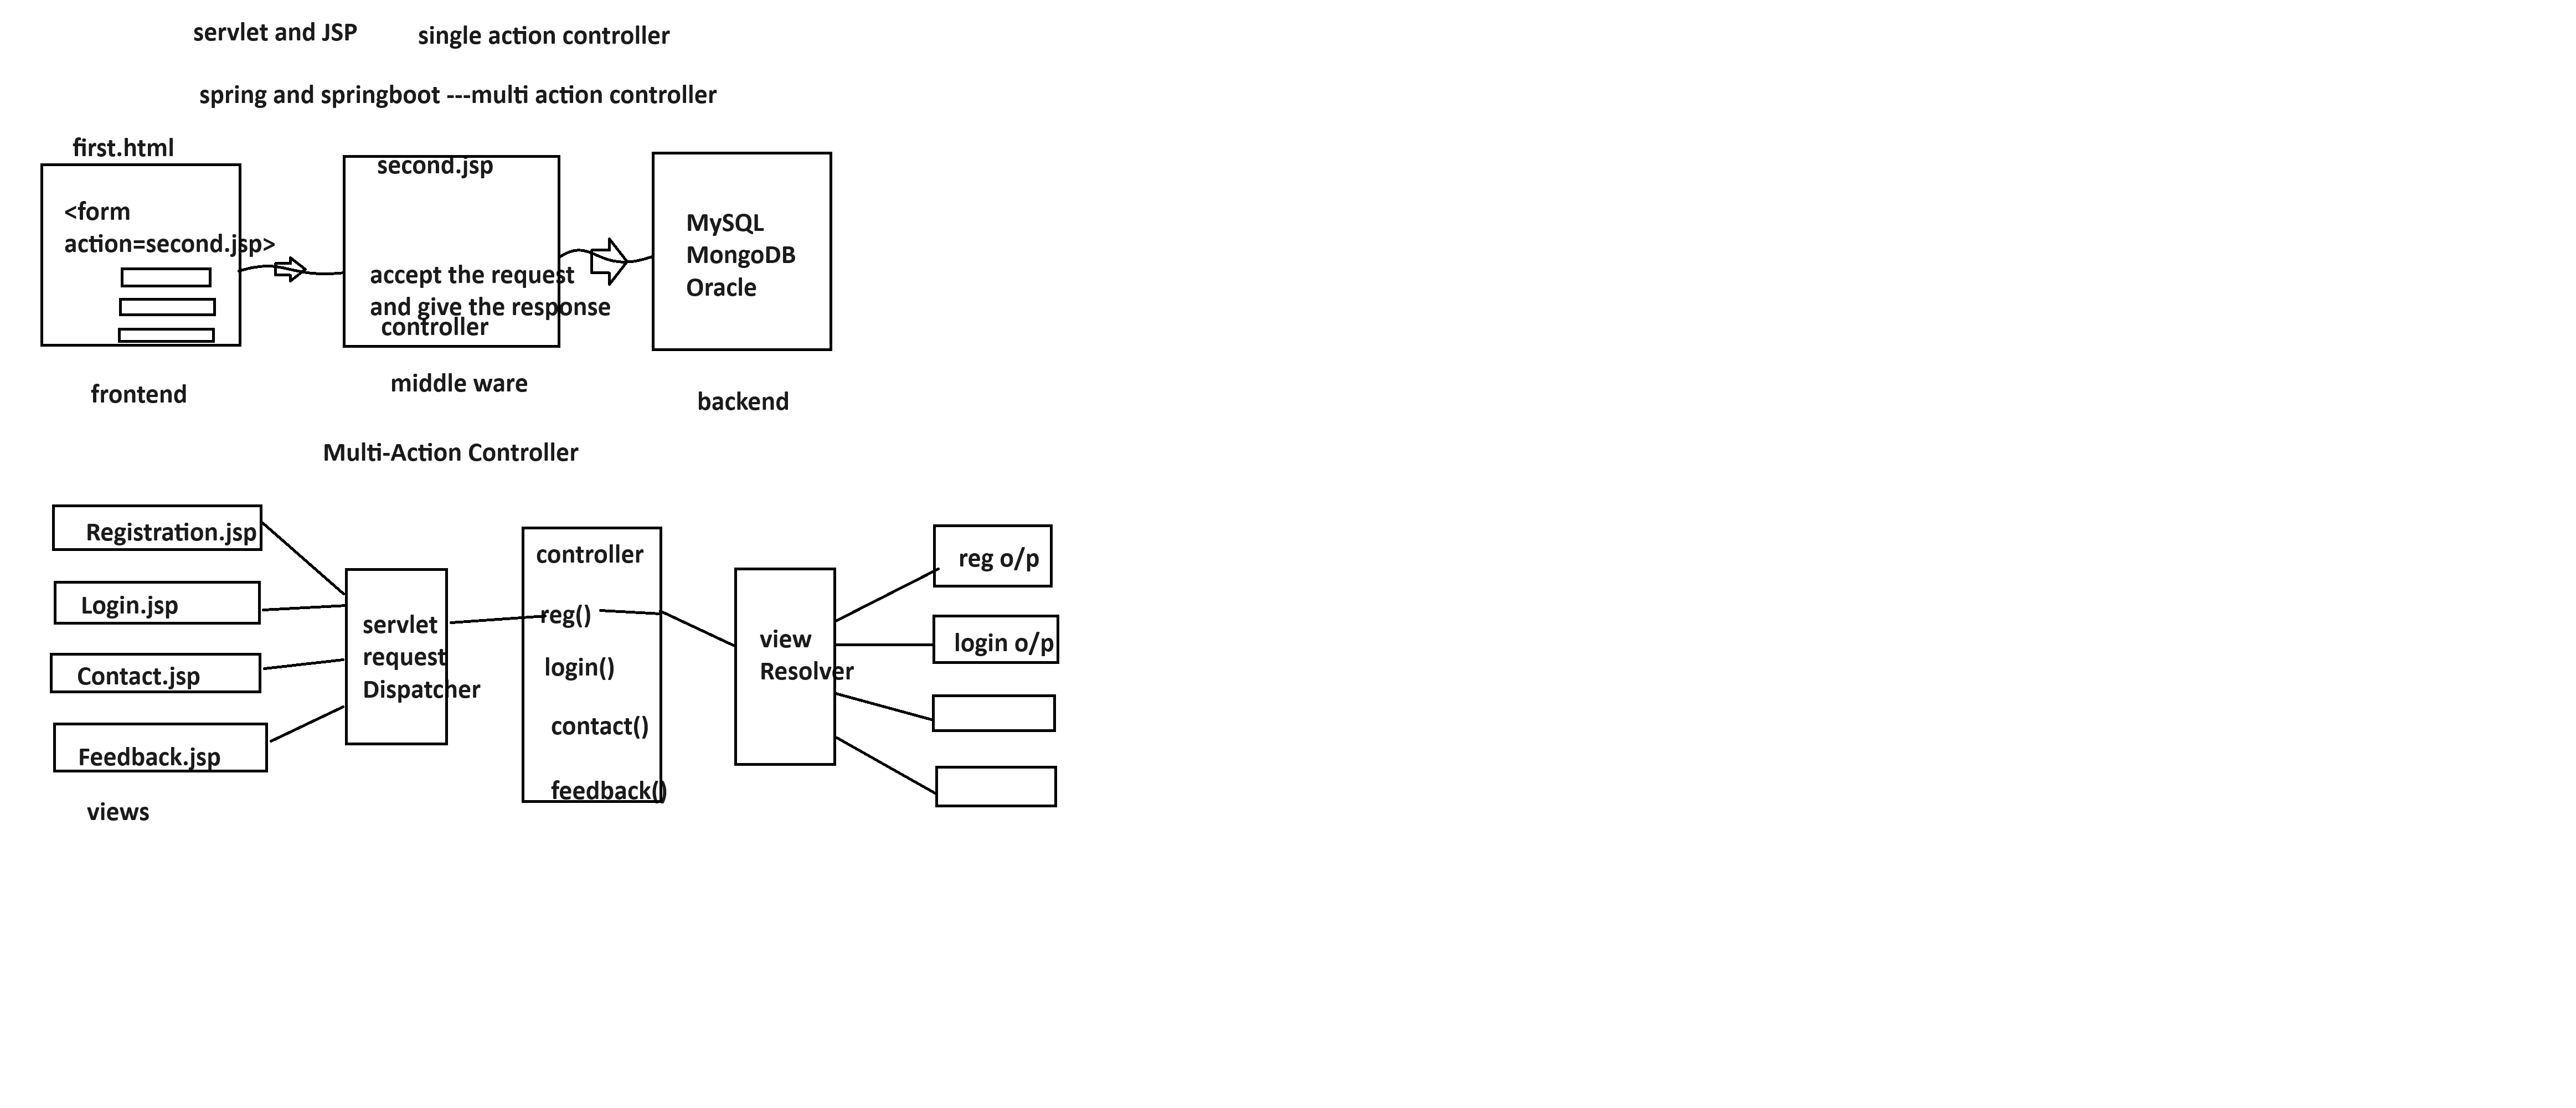 servlet and JSP
single action controller
spring and springboot ---multi action controller
first.html
<form
action=second.jsp>
frontend
second.jsp
accept the request
and give the response
controller
middle ware
MySQL
MongoDB
Oracle
backend
Multi-Action Controller
Registration.jsp
Login.jsp
Contact.jsp
Feedback.jsp
views
servlet
request
Dispatcher
controller
reg()
login()
contact()
feedback()
view
Resolver
reg o/p
login o/p